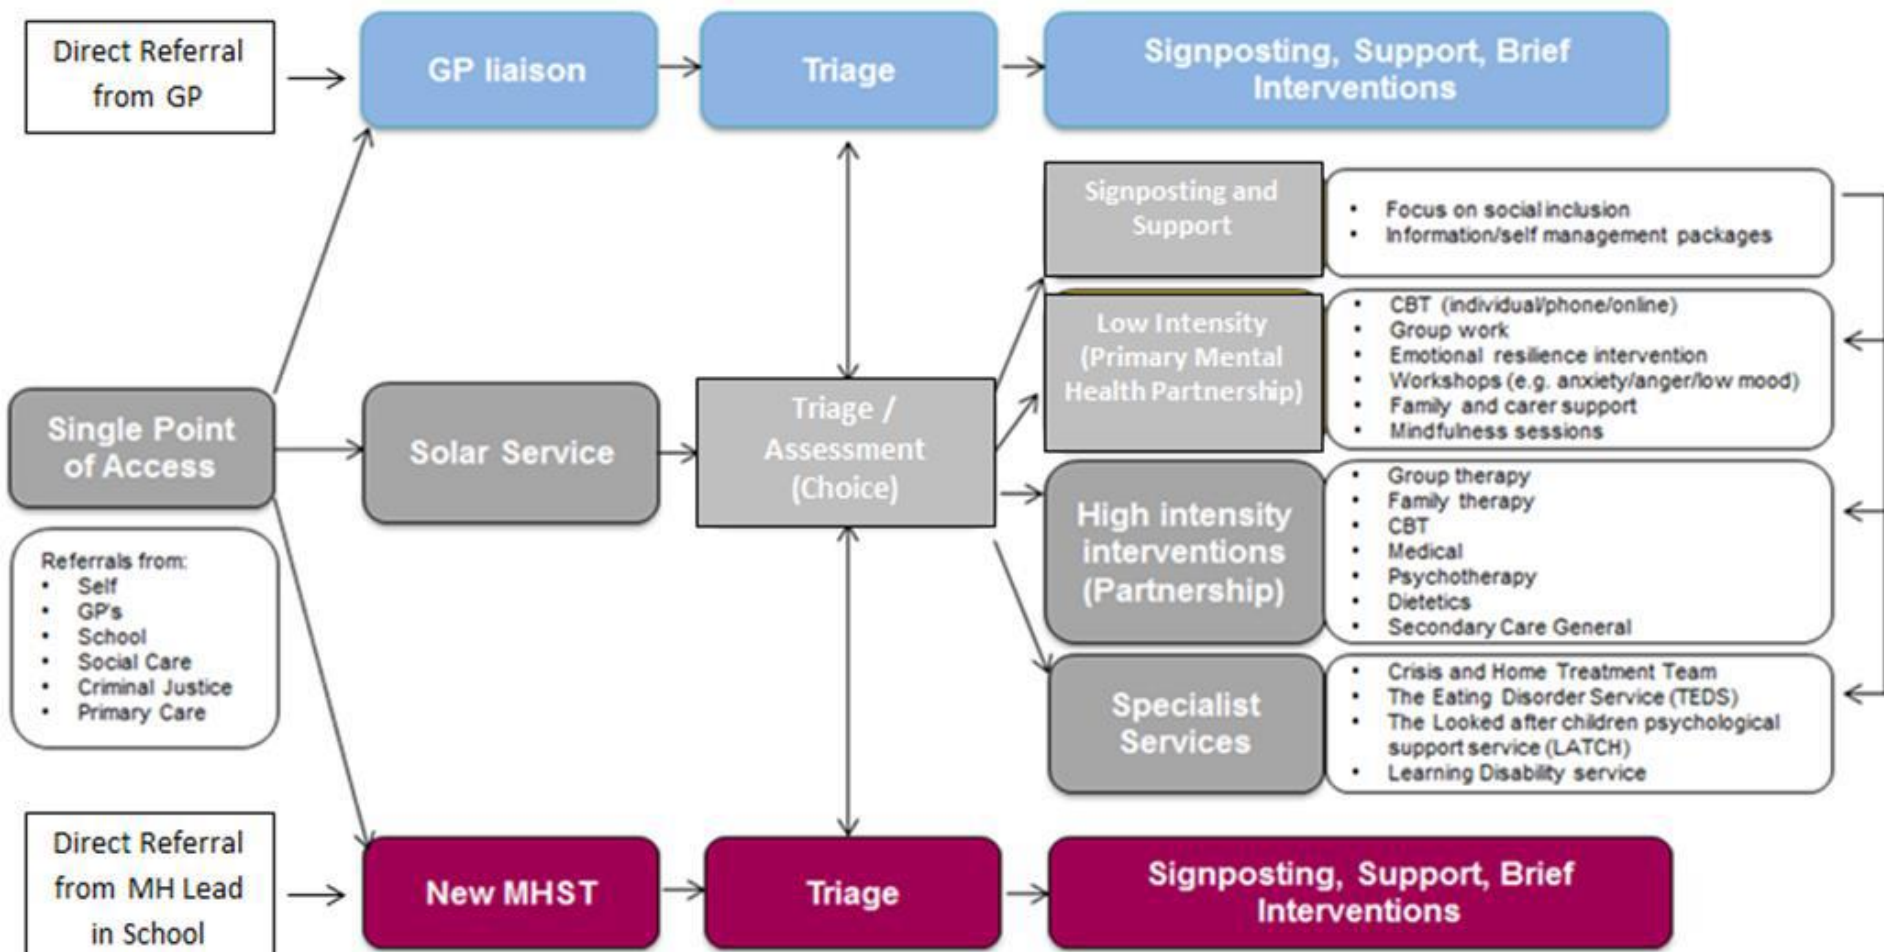 Direct Referral
from GP
GP liaison
Triage
Signposting, Support, Brief
Interventions
Signposting and
Support
• Focus on social inclusion
• Information/self management packages
Low Intensity
(Primary Mental
Health Partnership)
• CBT (individual/phone/online)
• Group work
• Emotional resilience intervention
• Workshops (e.g. anxiety/anger/low mood)
• Family and carer support
• Mindfulness sessions
Single Point
of Access
Solar Service
Triage /
Assessment
(Choice)
High intensity
interventions
(Partnership)
• Group therapy
• Family therapy
• CBT
• Medical
• Psychotherapy
• Dietetics
• Secondary Care General
Referrals from:
• Self
• GP's
• School
• Social Care
• Criminal Justice
• Primary Care
Specialist
Services
• Crisis and Home Treatment Team
• The Eating Disorder Service (TEDS)
• The Looked after children psychological
support service (LATCH)
• Learning Disability service
Direct Referral
from MH Lead
in School
New MHST
Triage
Signposting, Support, Brief
Interventions